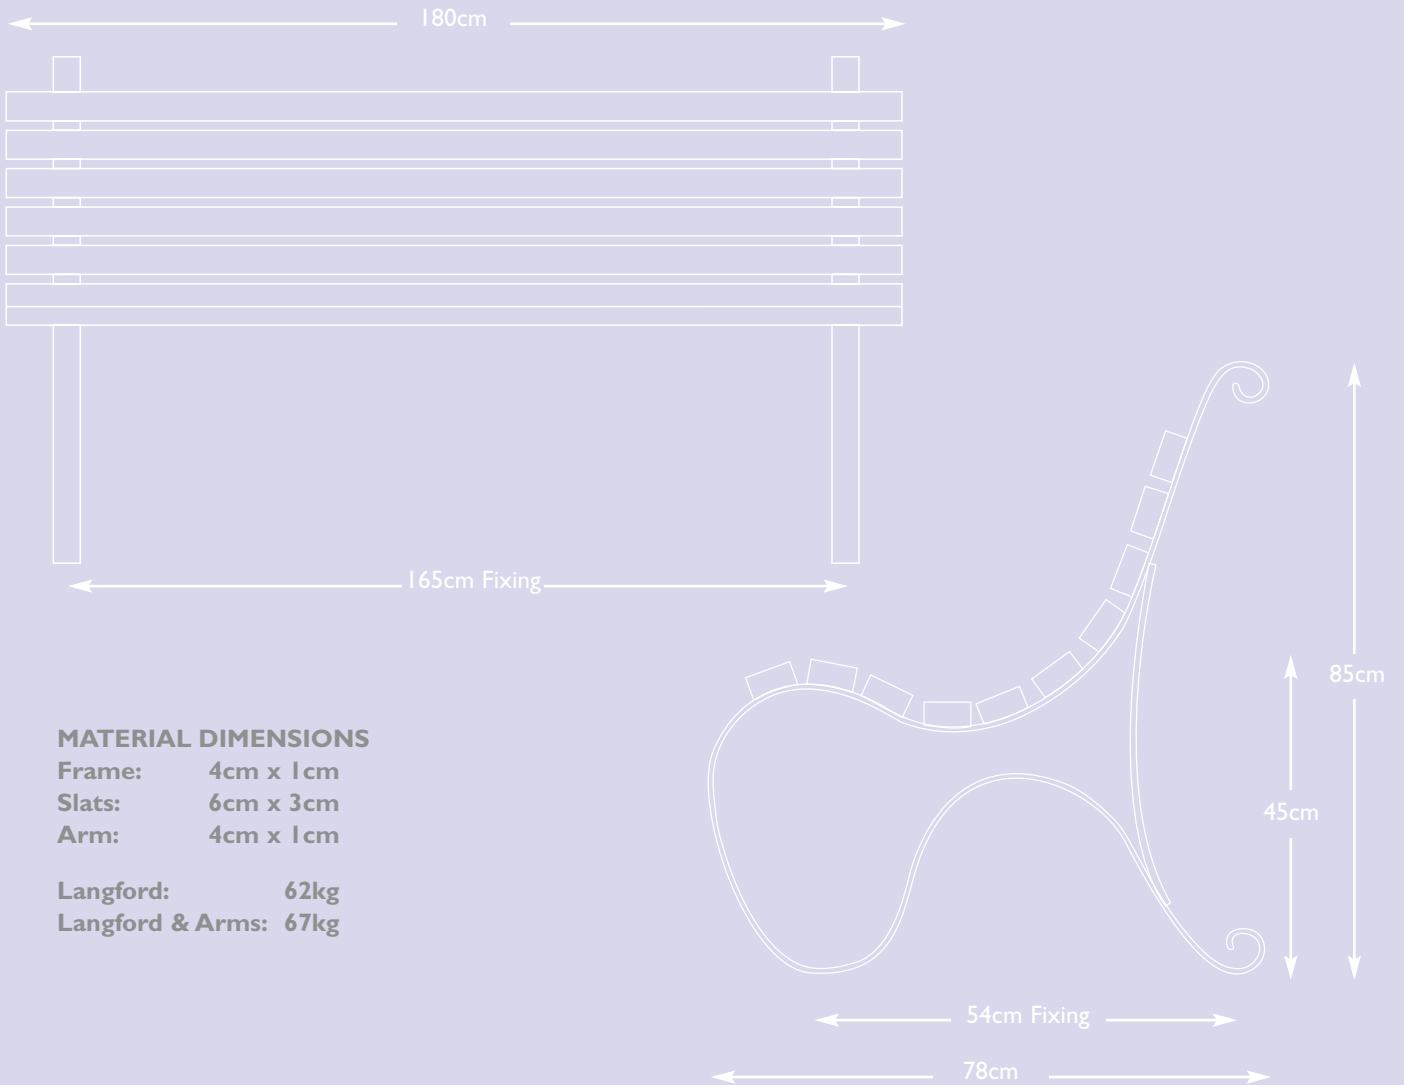 180cm
165cm Fixing
85cm
45cm
MATERIAL DIMENSIONS
Frame: 4cm x 1cm
Slats: 6cm x 3cm
Arm: 4cm x 1cm
Langford: 62kg
Langford & Arms: 67kg
54cm Fixing
78cm